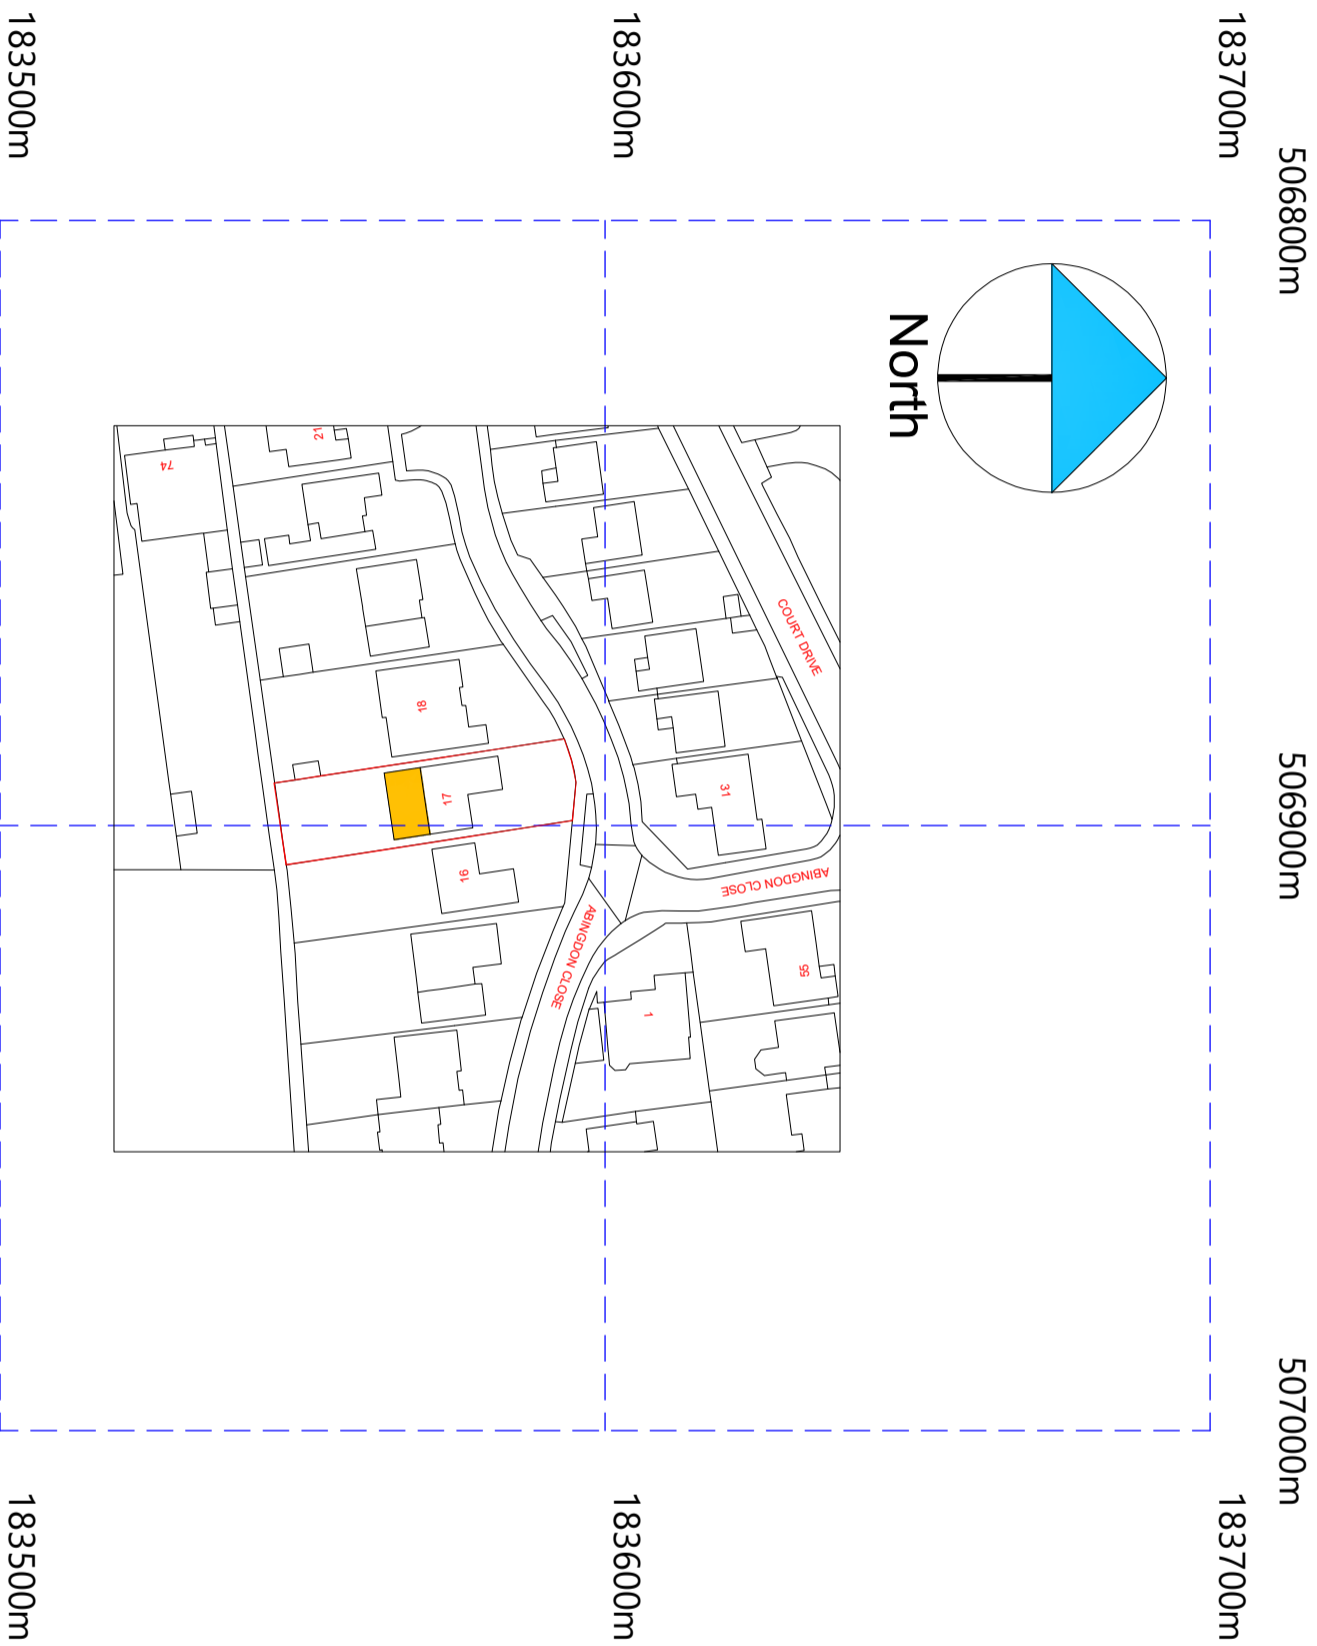 506800m
506900m
507000m
183700m
183700m
North
COURT DRIVE
ABINGDON CLOSE
55
31
1
183600m
183600m
ABINGDON CLOSE
21
18
17
16
74
183500m
183500m